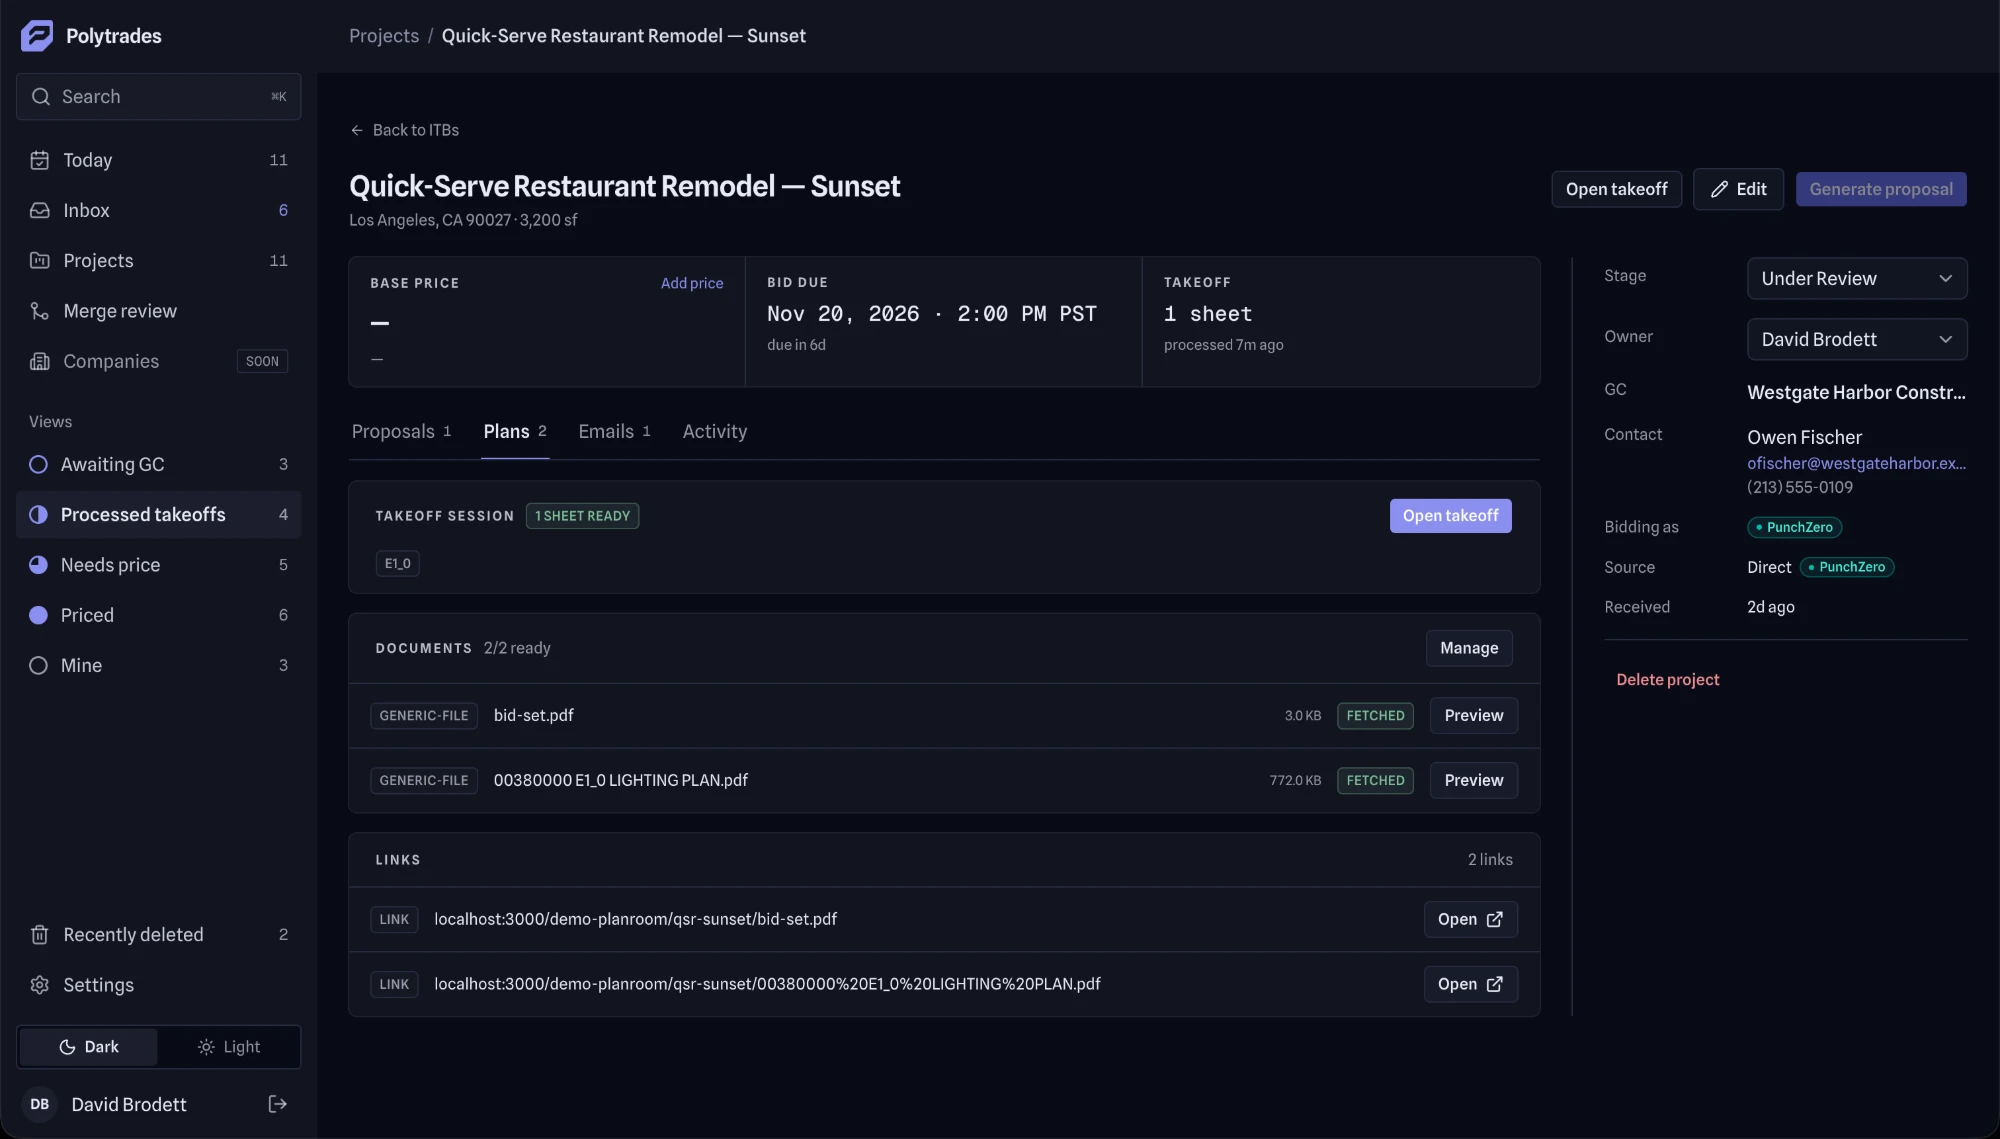 Polytrades
Search ⌘K
Today 11
Inbox 6
Projects 11
Merge review
Companies SOON
Views
Awaiting GC 3
Processed takeoffs 4
Needs price 5
Priced 6
Mine 3
Recently deleted 2
Settings
Dark Light
DB David Brodett
Projects / Quick-Serve Restaurant Remodel — Sunset
← Back to ITBs
Quick-Serve Restaurant Remodel — Sunset
Los Angeles, CA 90027 · 3,200 sf
Open takeoff Edit Generate proposal
BASE PRICE Add price
—
—
BID DUE
Nov 20, 2026 · 2:00 PM PST
due in 6d
TAKEOFF
1 sheet
processed 7m ago
Proposals 1 Plans 2 Emails 1 Activity
TAKEOFF SESSION 1 SHEET READY Open takeoff
E1_0
DOCUMENTS 2/2 ready Manage
GENERIC-FILE bid-set.pdf 3.0 KB FETCHED Preview
GENERIC-FILE 00380000 E1_0 LIGHTING PLAN.pdf 772.0 KB FETCHED Preview
LINKS 2 links
LINK localhost:3000/demo-planroom/qsr-sunset/bid-set.pdf Open
LINK localhost:3000/demo-planroom/qsr-sunset/00380000%20E1_0%20LIGHTING%20PLAN.pdf Open
Stage Under Review
Owner David Brodett
GC Westgate Harbor Constr...
Contact Owen Fischer
ofischer@westgateharbor.ex...
(213) 555-0109
Bidding as • PunchZero
Source Direct • PunchZero
Received 2d ago
Delete project